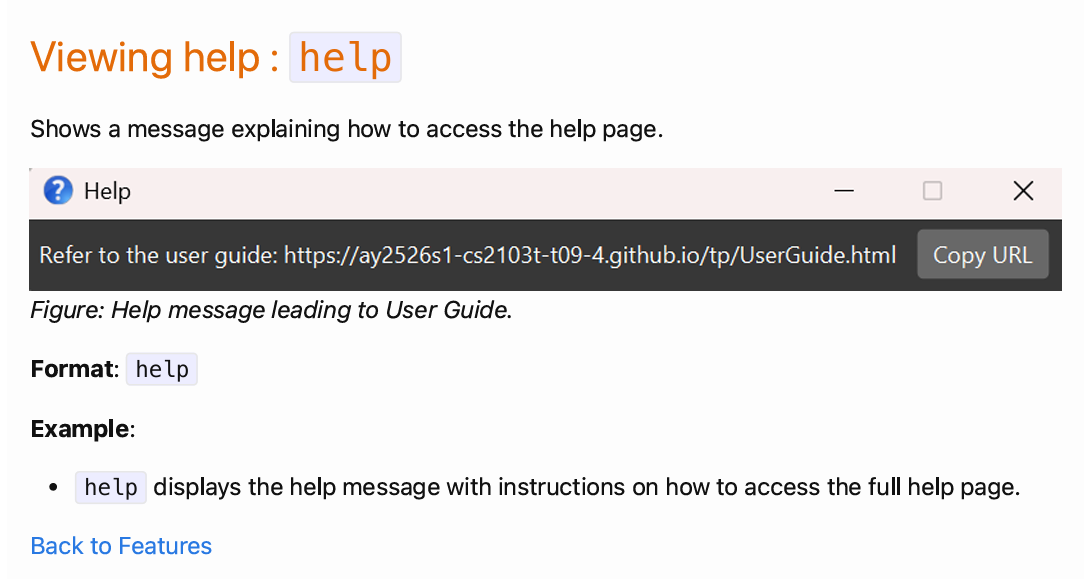 Viewing help : help
Shows a message explaining how to access the help page.
Help
Refer to the user guide: https://ay2526s1-cs2103t-t09-4.github.io/tp/UserGuide.html Copy URL
Figure: Help message leading to User Guide.
Format: help
Example:
• help displays the help message with instructions on how to access the full help page.
Back to Features